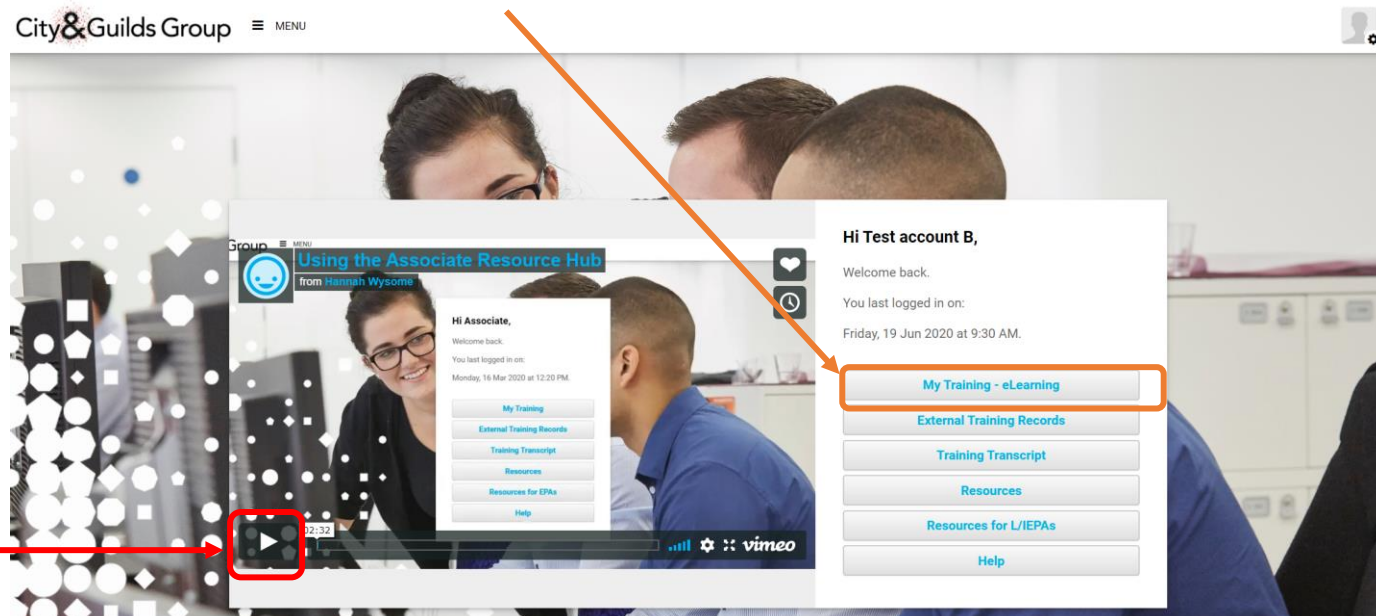 City&Guilds Group
≡ MENU
Group ≡ MENU
Using the Associate Resource Hub
from Hannah Wysome
Hi Associate,
Welcome back.
You last logged in on:
Monday, 16 Mar 2020 at 12:20 PM.
My Training
External Training Records
Training Transcript
Resources
Resources for EPAs
Help
02:32
vimeo
Hi Test account B,
Welcome back.
You last logged in on:
Friday, 19 Jun 2020 at 9:30 AM.
My Training - eLearning
External Training Records
Training Transcript
Resources
Resources for L/IEPAs
Help